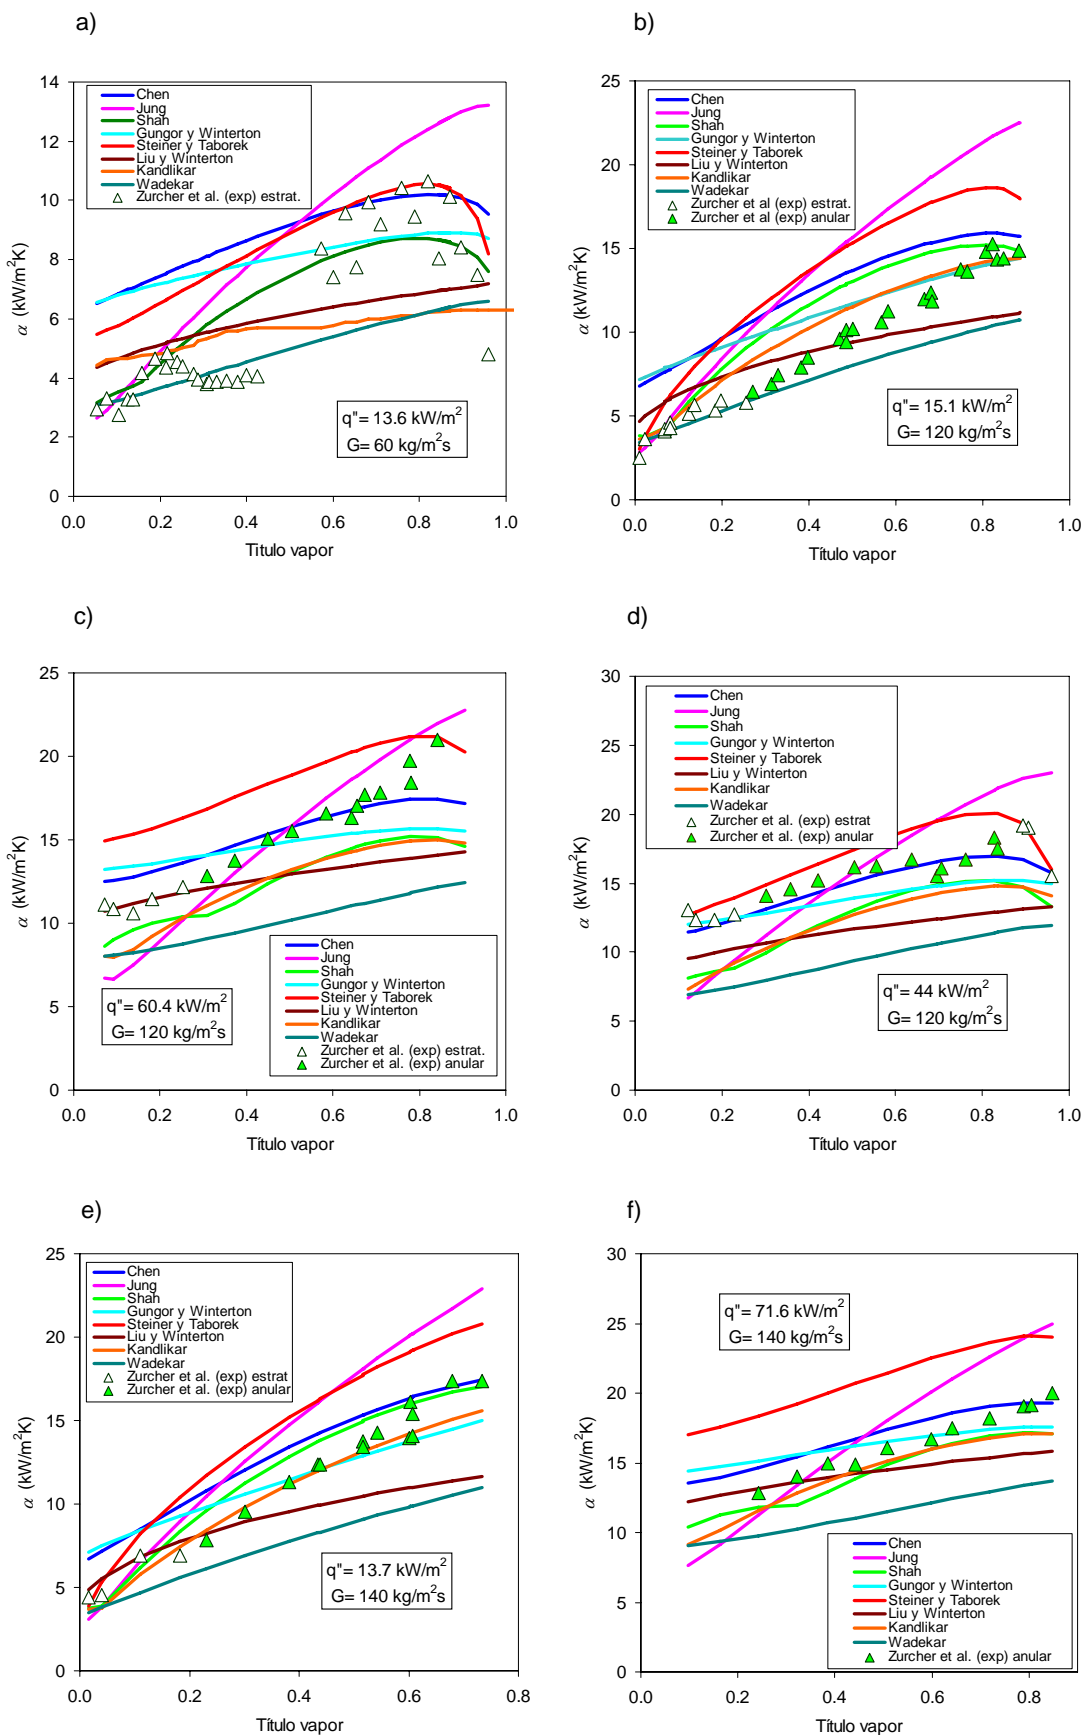 a)
14
12
10
8
6
4
2
0
0.0 0.2 0.4 0.6 0.8 1.0
α (kW/m²K)
Titulo vapor
Chen
Jung
Shah
Gungor y Winterton
Steiner y Taborek
Liu y Winterton
Kandlikar
Wadekar
Zurcher et al. (exp) estrat.
q"= 13.6 kW/m²
G= 60 kg/m²s
b)
25
20
15
10
5
0
0.0 0.2 0.4 0.6 0.8 1.0
α (kW/m²K)
Título vapor
Chen
Jung
Shah
Gungor y Winterton
Steiner y Taborek
Liu y Winterton
Kandlikar
Wadekar
Zurcher et al. (exp) estrat.
Zurcher et al (exp) anular
q"= 15.1 kW/m²
G= 120 kg/m²s
c)
25
20
15
10
5
0
0.0 0.2 0.4 0.6 0.8 1.0
α (kW/m²K)
Título vapor
q"= 60.4 kW/m²
G= 120 kg/m²s
Chen
Jung
Shah
Gungor y Winterton
Steiner y Taborek
Liu y Winterton
Kandlikar
Wadekar
Zurcher et al. (exp) estrat.
Zurcher et al. (exp) anular
d)
30
25
20
15
10
5
0
0.0 0.2 0.4 0.6 0.8 1.0
α (kW/m²K)
Título vapor
Chen
Jung
Shah
Gungor y Winterton
Steiner y Taborek
Liu y Winterton
Kandlikar
Wadekar
Zurcher et al. (exp) estrat
Zurcher et al. (exp) anular
q"= 44 kW/m²
G= 120 kg/m²s
e)
25
20
15
10
5
0
0.0 0.2 0.4 0.6 0.8
α (kW/m²K)
Título vapor
Chen
Jung
Shah
Gungor y Winterton
Steiner y Taborek
Liu y Winterton
Kandlikar
Wadekar
Zurcher et al. (exp) estrat
Zurcher et al. (exp) anular
q"= 13.7 kW/m²
G= 140 kg/m²s
f)
30
25
20
15
10
5
0
0.0 0.2 0.4 0.6 0.8
α (kW/m²K)
Título vapor
q"= 71.6 kW/m²
G= 140 kg/m²s
Chen
Jung
Shah
Gungor y Winterton
Steiner y Taborek
Liu y Winterton
Kandlikar
Wadekar
Zurcher et al. (exp) anular